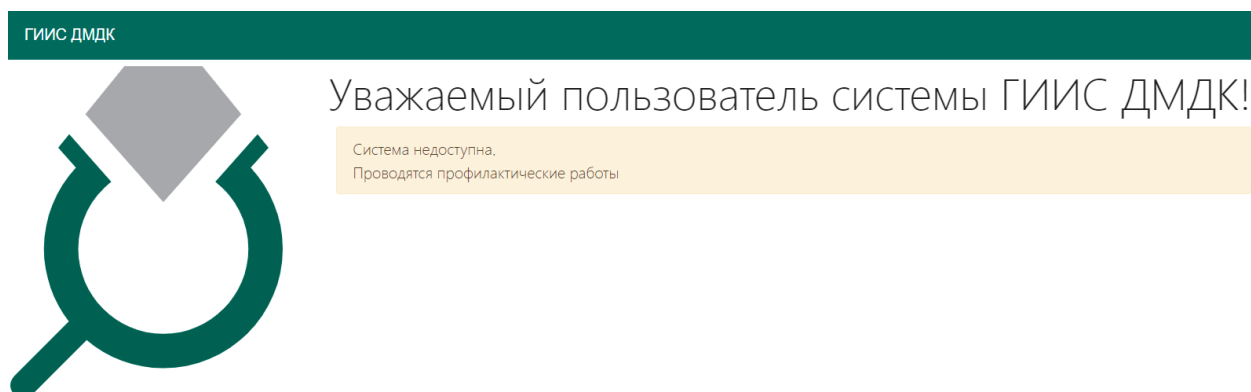 ГИИС ДМДК
Уважаемый пользователь системы ГИИС ДМДК!
Система недоступна,
Проводятся профилактические работы